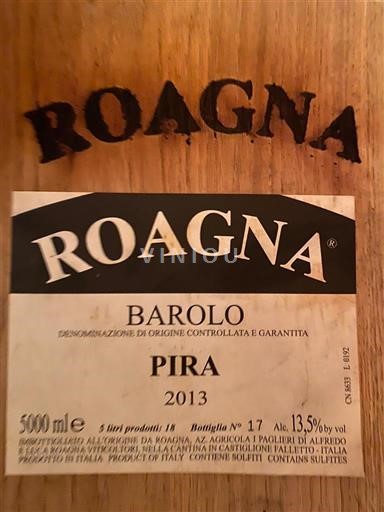 ROAGNA
ROAGNA®
VINIOU
BAROLO
DENOMINAZIONE DI ORIGINE CONTROLLATA E GARANTITA
PIRA
2013
5000 ml e 5 litri prodotti: 18 Bottiglia N° 17 Alc. 13,5% by vol
IMBOTTIGLIATO ALL'ORIGINE DA ROAGNA, AZ. AGRICOLA I PAGLIERI DI ALFREDO
E LUCA ROAGNA VITICOLTORI, NELLA CANTINA IN CASTIGLIONE FALLETTO - ITALIA
PRODOTTO IN ITALIA PRODUCT OF ITALY CONTIENE SOLFITI CONTAINS SULFITES
CN 8633 L 0192